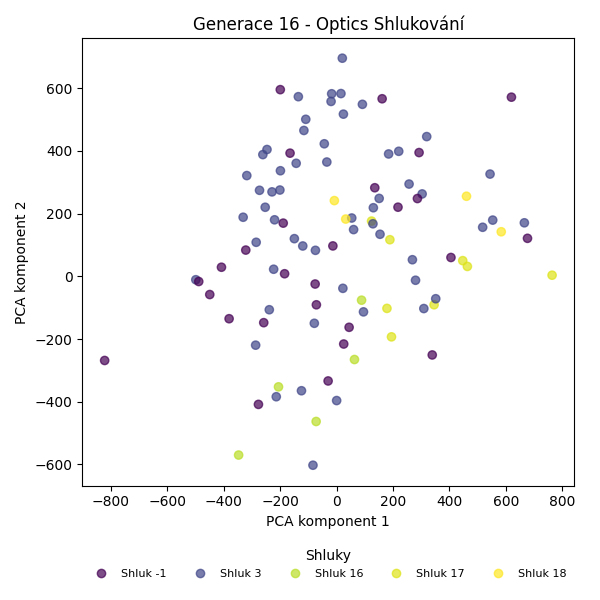 Generace 16 - Optics Shlukování
PCA komponent 2
600
400
200
0
−200
−400
−600
−800 −600 −400 −200 0 200 400 600 800
PCA komponent 1
Shluky
Shluk -1 Shluk 3 Shluk 16 Shluk 17 Shluk 18